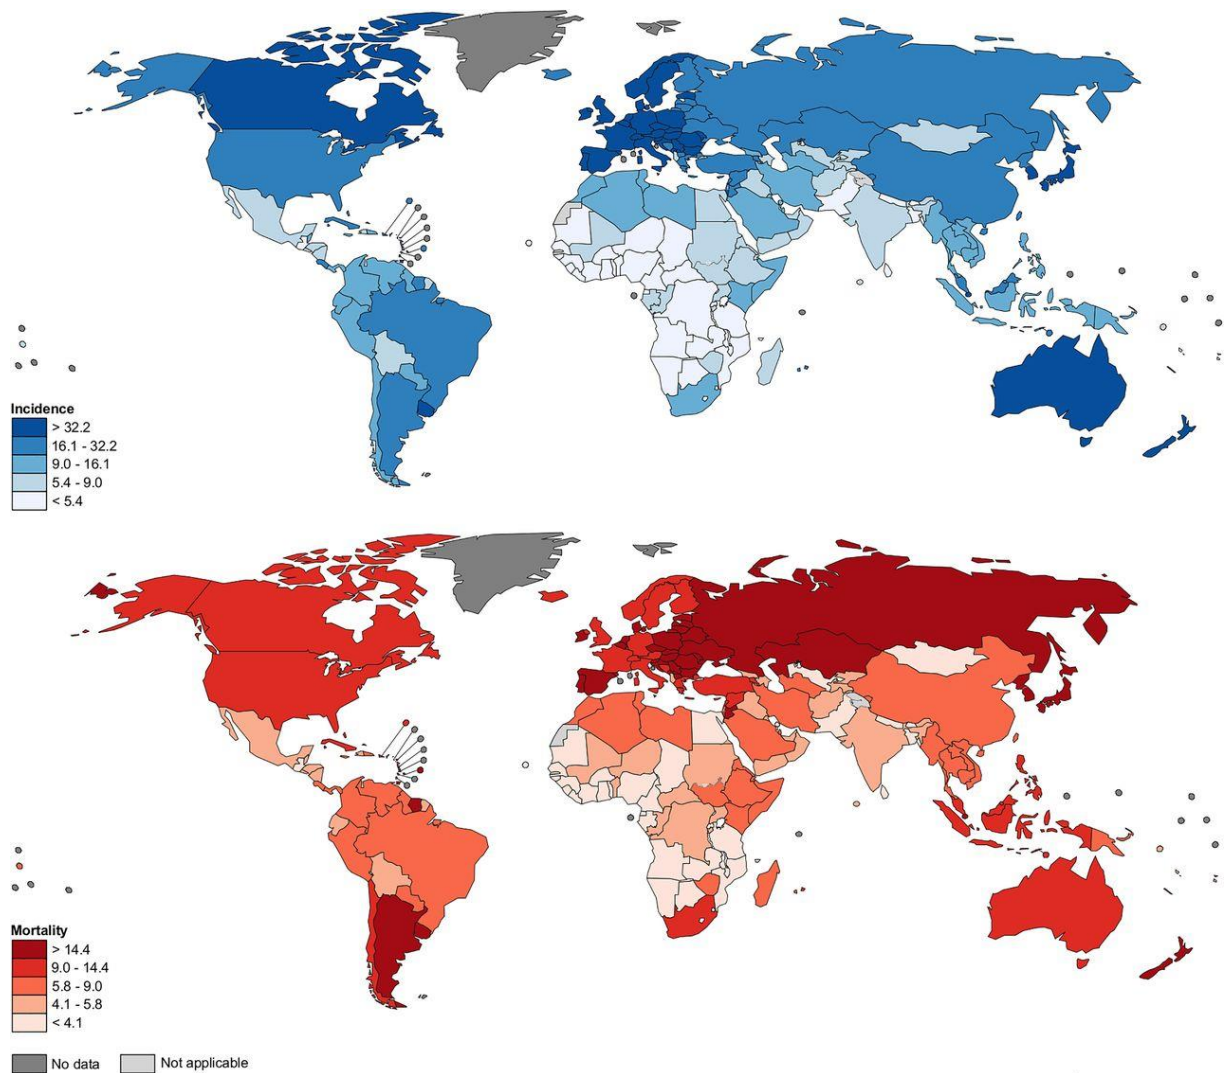 Incidence
> 32.2
16.1 - 32.2
9.0 - 16.1
5.4 - 9.0
< 5.4
Mortality
> 14.4
9.0 - 14.4
5.8 - 9.0
4.1 - 5.8
< 4.1
No data
Not applicable